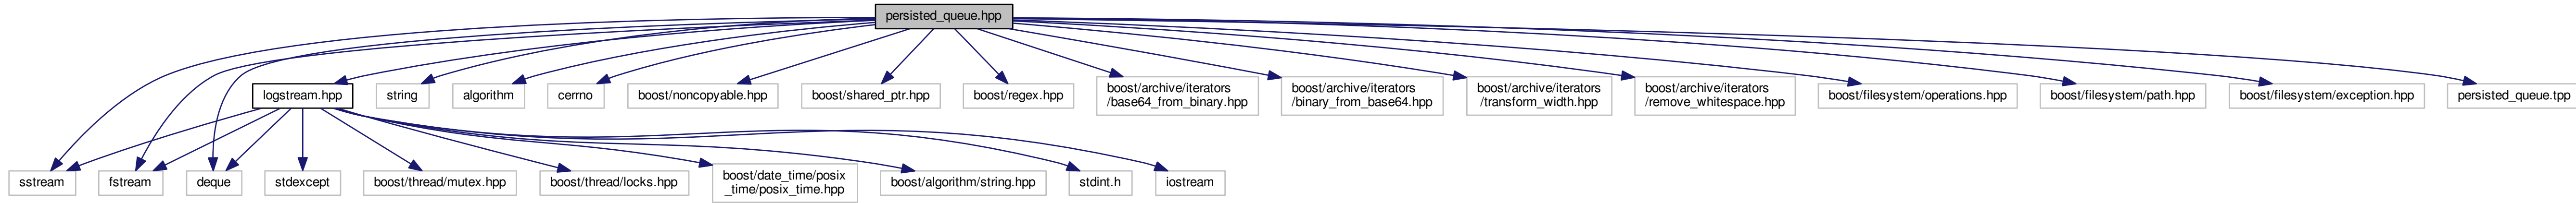 persisted_queue.hpp
logstream.hpp
string
algorithm
cerrno
boost/noncopyable.hpp
boost/shared_ptr.hpp
boost/regex.hpp
boost/archive/iterators
/base64_from_binary.hpp
boost/archive/iterators
/binary_from_base64.hpp
boost/archive/iterators
/transform_width.hpp
boost/archive/iterators
/remove_whitespace.hpp
boost/filesystem/operations.hpp
boost/filesystem/path.hpp
boost/filesystem/exception.hpp
persisted_queue.tpp
sstream
fstream
deque
stdexcept
boost/thread/mutex.hpp
boost/thread/locks.hpp
boost/date_time/posix
_time/posix_time.hpp
boost/algorithm/string.hpp
stdint.h
iostream